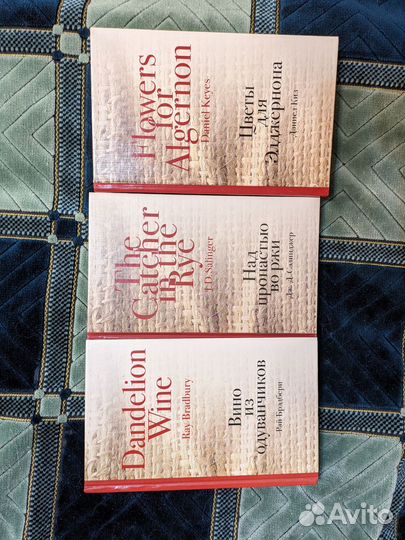 Flowers
for
Algernon
Daniel Keyes
Цветы
для
Элджернона
Дэниел Киз
The
Catcher
in the
Rye
J D Salinger
Над
пропастью
во ржи
Дж. Д. Сэлинджер
Dandelion
Wine
Ray Bradbury
Вино
из
одуванчиков
Рэй Брэдбери
Avito